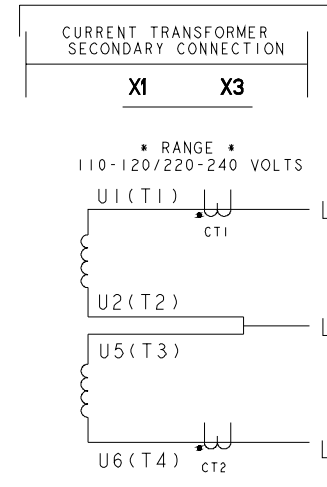 CURRENT TRANSFORMER
SECONDARY CONNECTION
X1 X3
* RANGE *
110-120/220-240 VOLTS
U1(T1)
CT1
L
U2(T2)
L
U5(T3)
U6(T4)
CT2
L